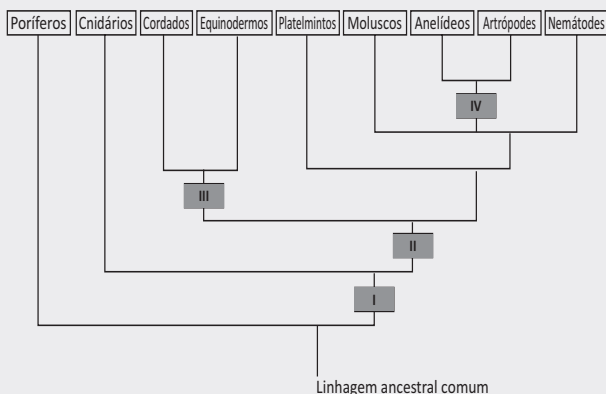 Poríferos Cnidários Cordados Equinodermos Platelmintos Moluscos Anelídeos Artrópodes Nemátodes
IV
III
II
I
Linhagem ancestral comum